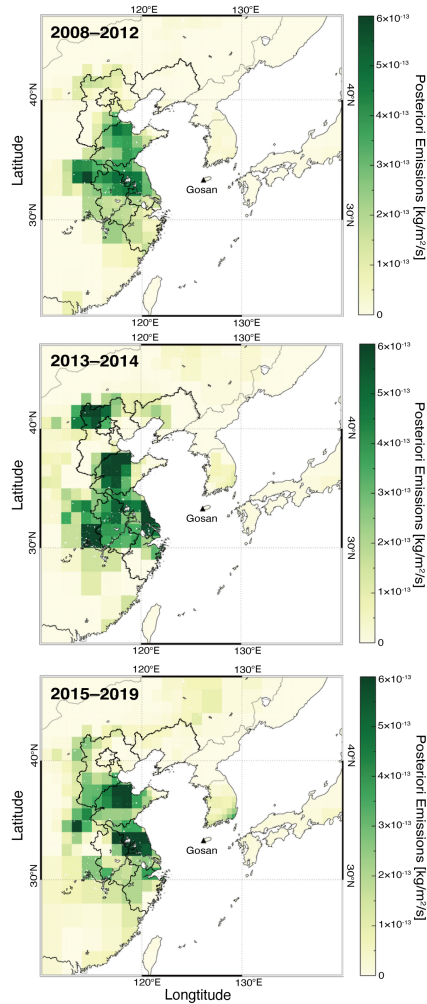 120°E 130°E
2008–2012
40°N 40°N
30°N 30°N
Latitude
Gosan
120°E 130°E
6×10⁻¹³
5×10⁻¹³
4×10⁻¹³
3×10⁻¹³
2×10⁻¹³
1×10⁻¹³
0
Posteriori Emissions [kg/m²/s]
2013–2014
40°N 40°N
30°N 30°N
Latitude
Gosan
120°E 130°E
6×10⁻¹³
5×10⁻¹³
4×10⁻¹³
3×10⁻¹³
2×10⁻¹³
1×10⁻¹³
0
Posteriori Emissions [kg/m²/s]
120°E 130°E
2015–2019
40°N 40°N
30°N 30°N
Latitude
Gosan
120°E 130°E
Longtitude
6×10⁻¹³
5×10⁻¹³
4×10⁻¹³
3×10⁻¹³
2×10⁻¹³
1×10⁻¹³
0
Posteriori Emissions [kg/m²/s]